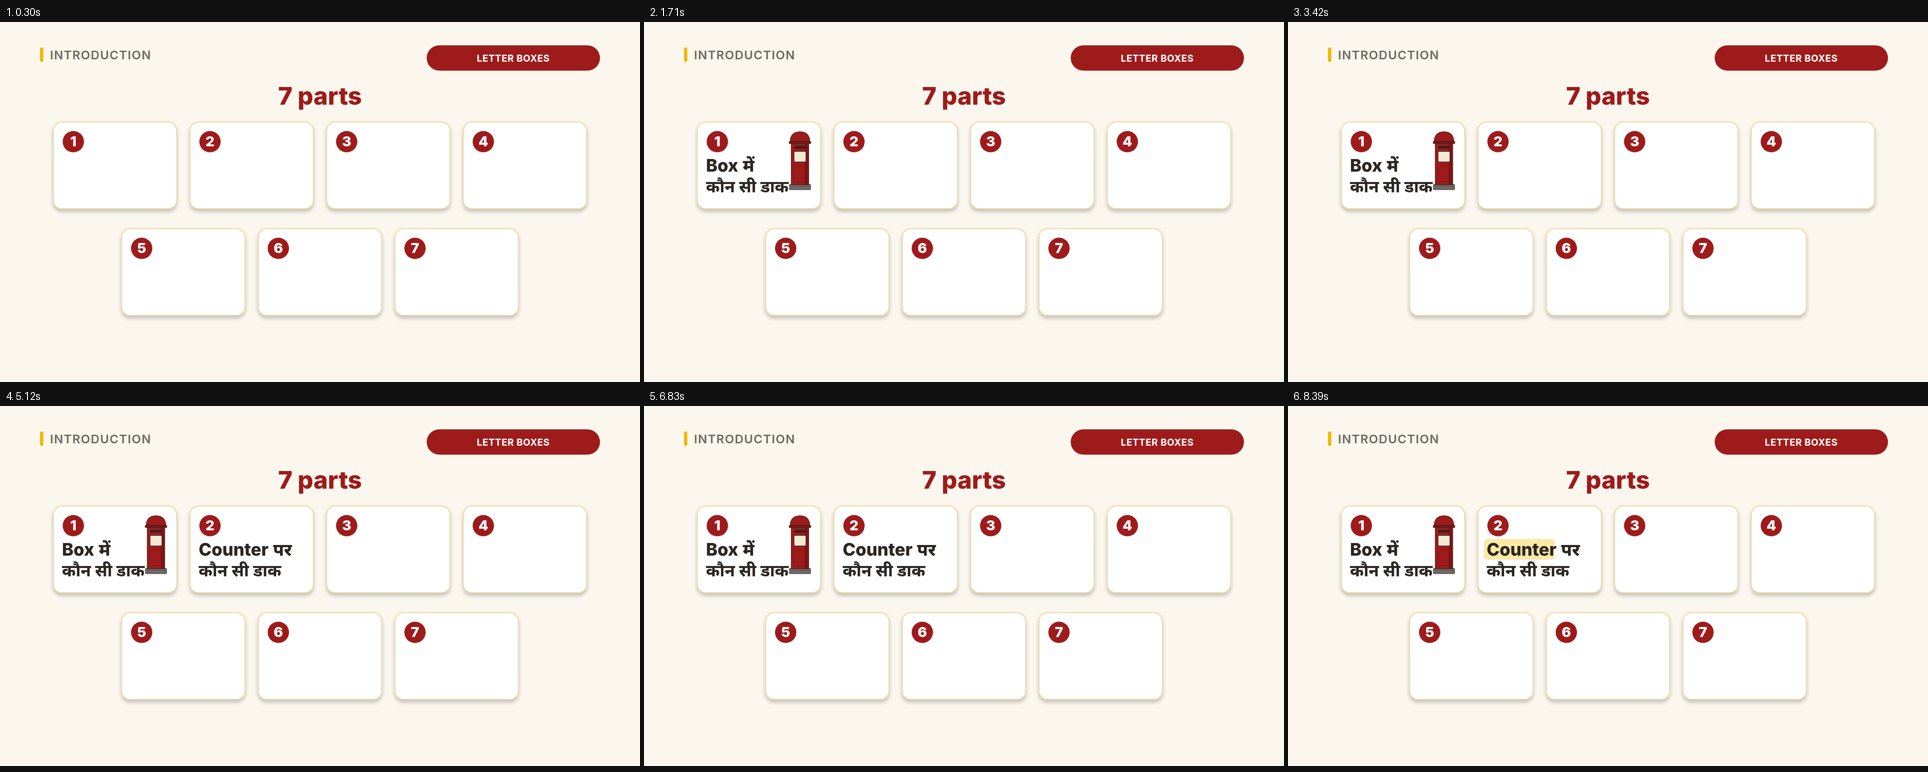 1. 0.30s
INTRODUCTION
LETTER BOXES
7 parts
1
2
3
4
5
6
7
2. 1.71s
INTRODUCTION
LETTER BOXES
7 parts
1
Box में
कौन सी डाक
2
3
4
5
6
7
3. 3.42s
INTRODUCTION
LETTER BOXES
7 parts
1
Box में
कौन सी डाक
2
3
4
5
6
7
4. 5.12s
INTRODUCTION
LETTER BOXES
7 parts
1
Box में
कौन सी डाक
2
Counter पर
कौन सी डाक
3
4
5
6
7
5. 6.83s
INTRODUCTION
LETTER BOXES
7 parts
1
Box में
कौन सी डाक
2
Counter पर
कौन सी डाक
3
4
5
6
7
6. 8.39s
INTRODUCTION
LETTER BOXES
7 parts
1
Box में
कौन सी डाक
2
Counter पर
कौन सी डाक
3
4
5
6
7